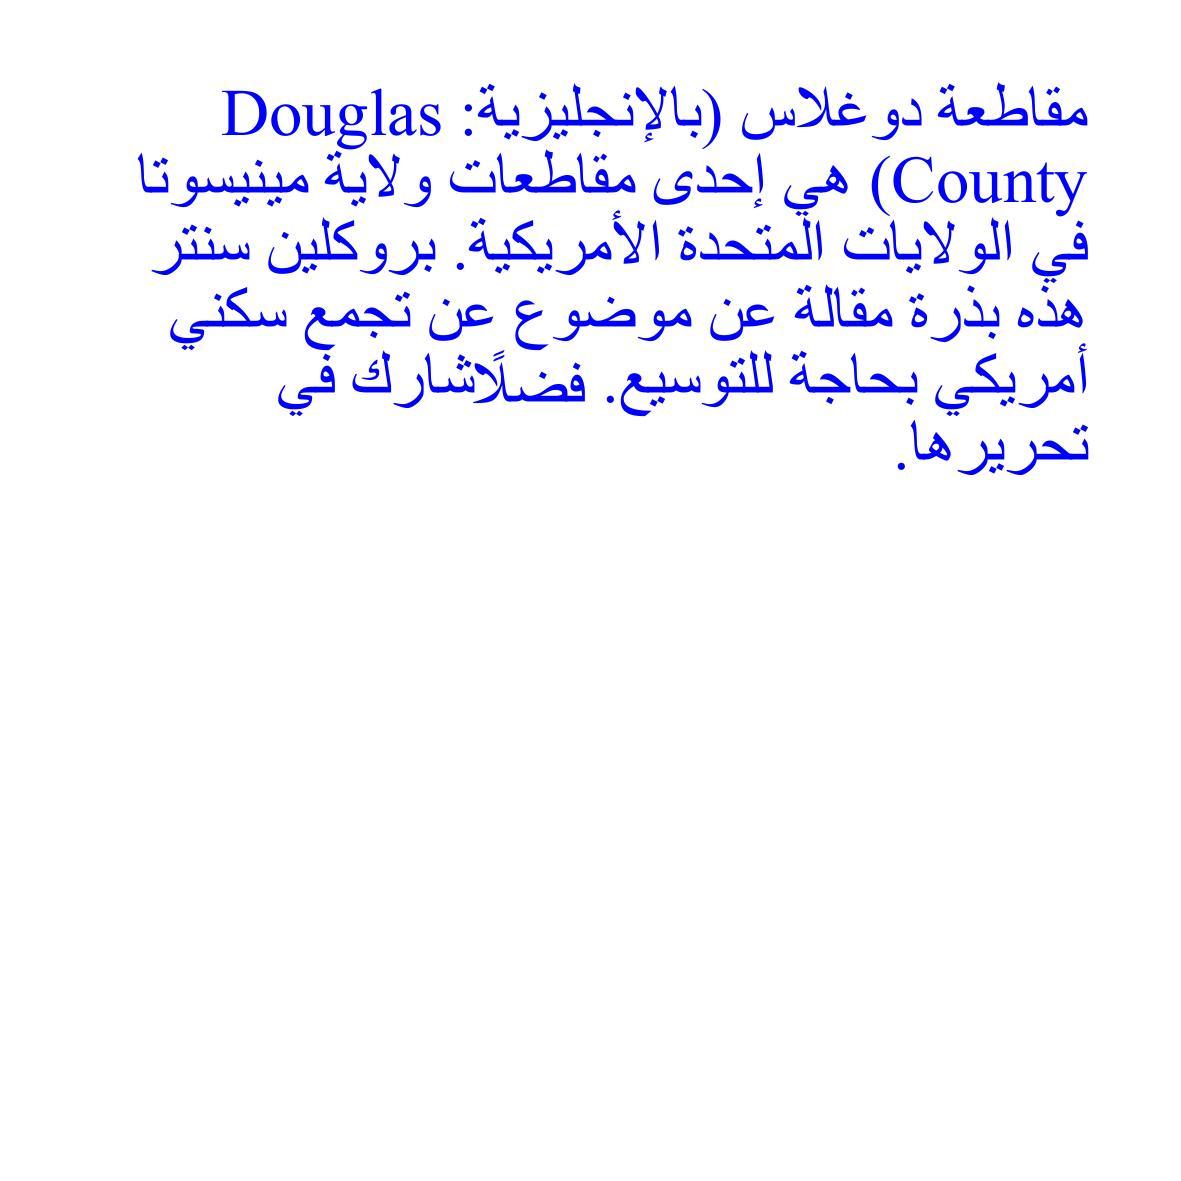 مقاطعة دوغلاس (بالإنجليزية: Douglas
County) هي إحدى مقاطعات ولاية مينيسوتا
في الولايات المتحدة الأمريكية. بروكلين سنتر
هذه بذرة مقالة عن موضوع عن تجمع سكني
أمريكي بحاجة للتوسيع. فضلًاشارك في
تحريرها.